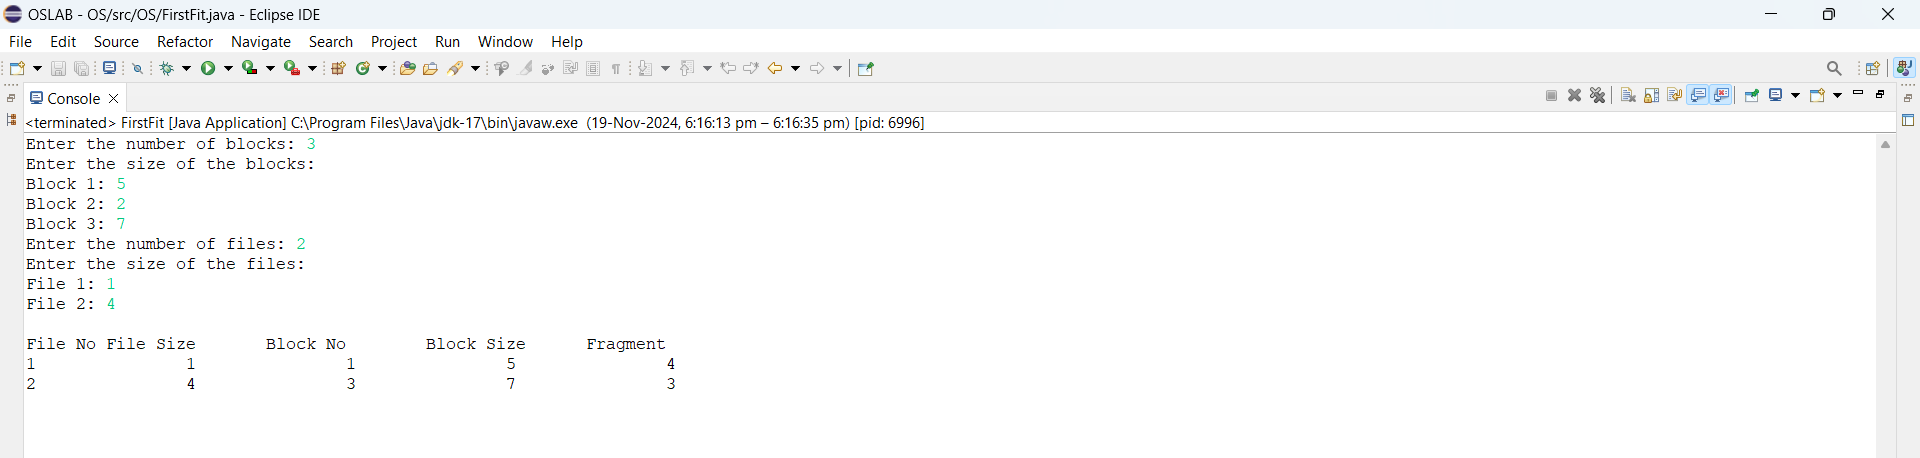 OSLAB - OS/src/OS/FirstFit.java - Eclipse IDE
File Edit Source Refactor Navigate Search Project Run Window Help
Console
<terminated> FirstFit [Java Application] C:\Program Files\Java\jdk-17\bin\javaw.exe (19-Nov-2024, 6:16:13 pm – 6:16:35 pm) [pid: 6996]
Enter the number of blocks: 3
Enter the size of the blocks:
Block 1: 5
Block 2: 2
Block 3: 7
Enter the number of files: 2
Enter the size of the files:
File 1: 1
File 2: 4
File No File Size Block No Block Size Fragment
1 1 1 5 4
2 4 3 7 3